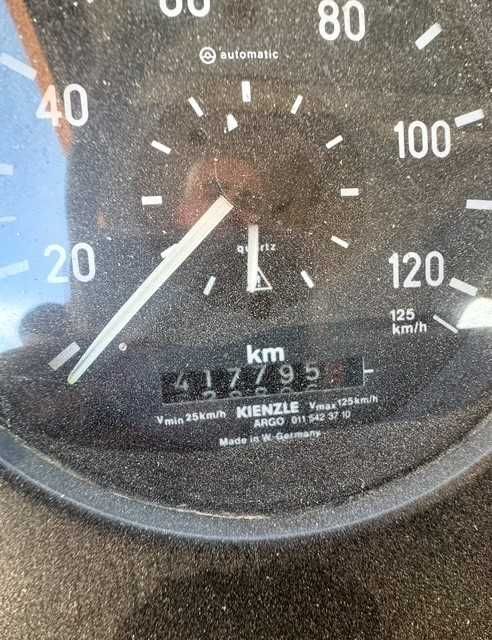 60
80
automatic
40
100
quartz
20
120
125
km/h
km
417795
Vmin 25km/h KIENZLE Vmax 125km/h
ARGO 011 542 37 10
Made in W. Germany